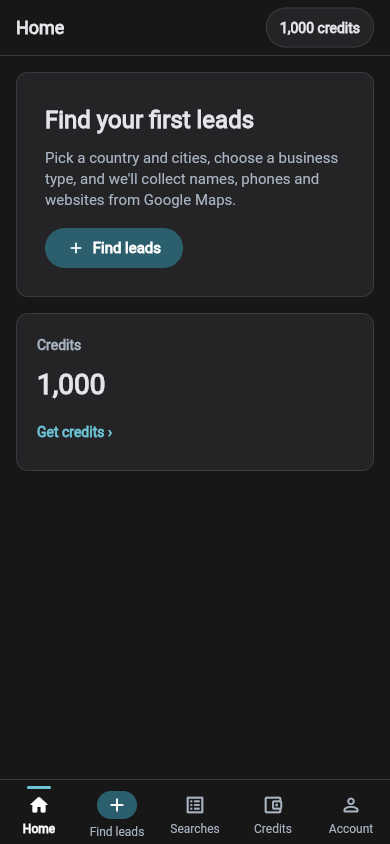 Home
1,000 credits
Find your first leads
Pick a country and cities, choose a business
type, and we'll collect names, phones and
websites from Google Maps.
+ Find leads
Credits
1,000
Get credits ›
Home
Find leads
Searches
Credits
Account